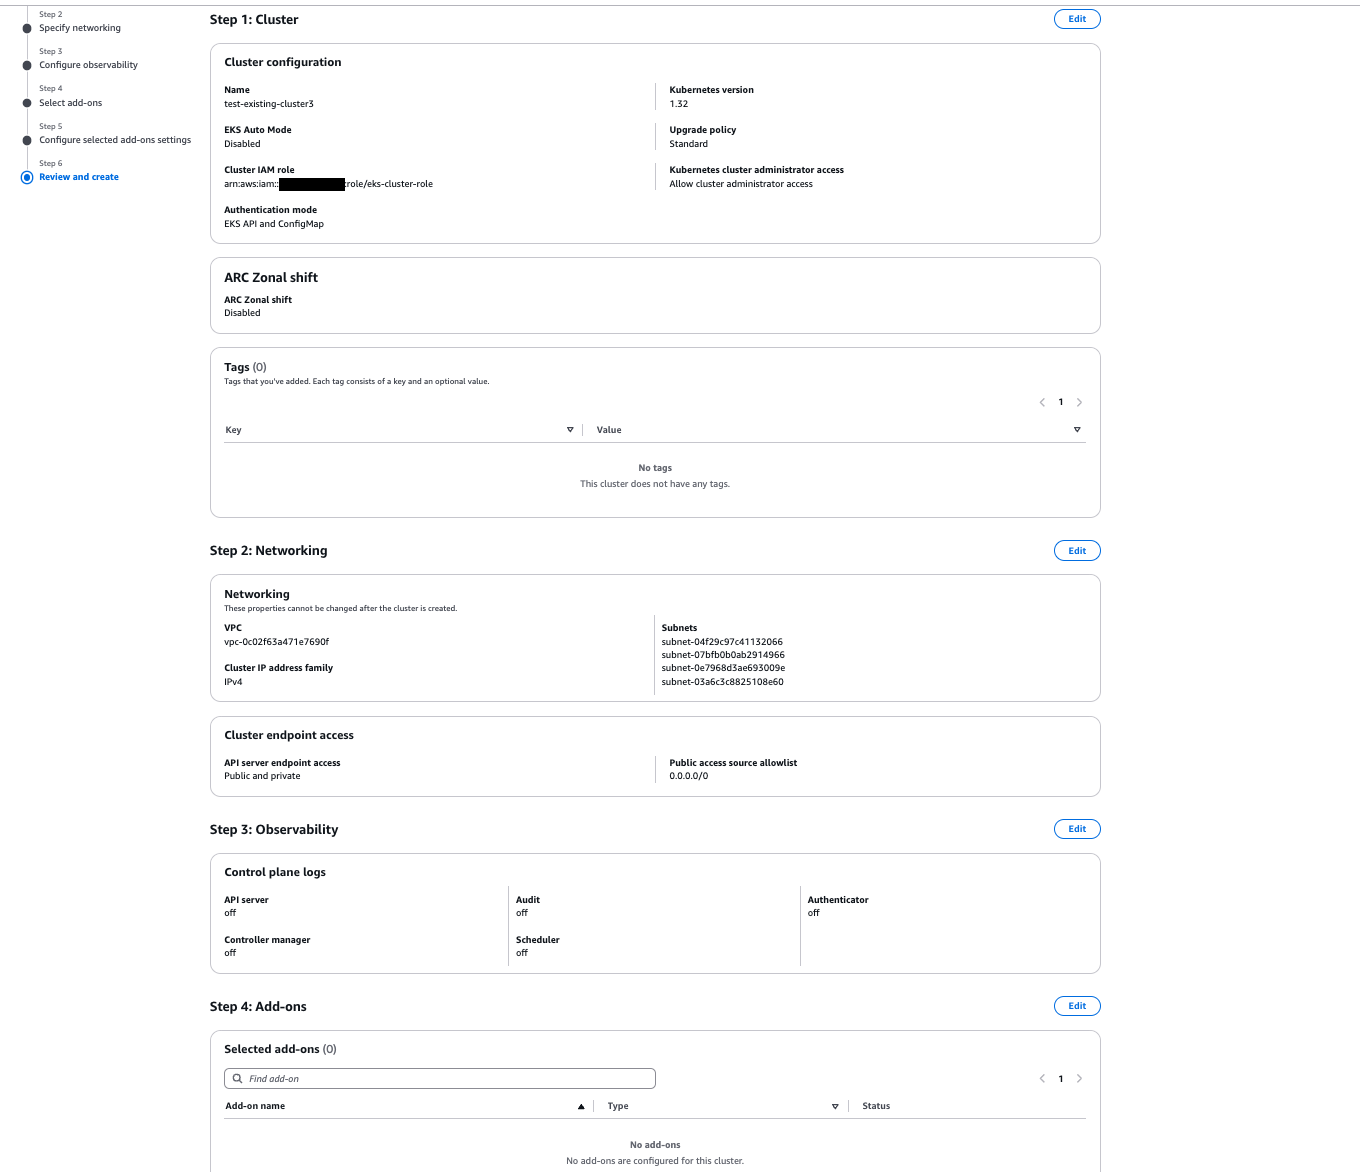 Step 2
Specify networking
Step 3
Configure observability
Step 4
Select add-ons
Step 5
Configure selected add-ons settings
Step 6
Review and create
Step 1: Cluster
Edit
Cluster configuration
Name
test-existing-cluster3
Kubernetes version
1.32
EKS Auto Mode
Disabled
Upgrade policy
Standard
Cluster IAM role
arn:aws:iam:: :role/eks-cluster-role
Kubernetes cluster administrator access
Allow cluster administrator access
Authentication mode
EKS API and ConfigMap
ARC Zonal shift
ARC Zonal shift
Disabled
Tags (0)
Tags that you've added. Each tag consists of a key and an optional value.
1
Key Value
No tags
This cluster does not have any tags.
Step 2: Networking
Edit
Networking
These properties cannot be changed after the cluster is created.
VPC
vpc-0c02f63a471e7690f
Cluster IP address family
IPv4
Subnets
subnet-04f29c97c41132066
subnet-07bfb0b0ab2914966
subnet-0e7968d3ae693009e
subnet-03a6c3c8825108e60
Cluster endpoint access
API server endpoint access
Public and private
Public access source allowlist
0.0.0.0/0
Step 3: Observability
Edit
Control plane logs
API server
off
Audit
off
Authenticator
off
Controller manager
off
Scheduler
off
Step 4: Add-ons
Edit
Selected add-ons (0)
Find add-on
1
Add-on name Type Status
No add-ons
No add-ons are configured for this cluster.